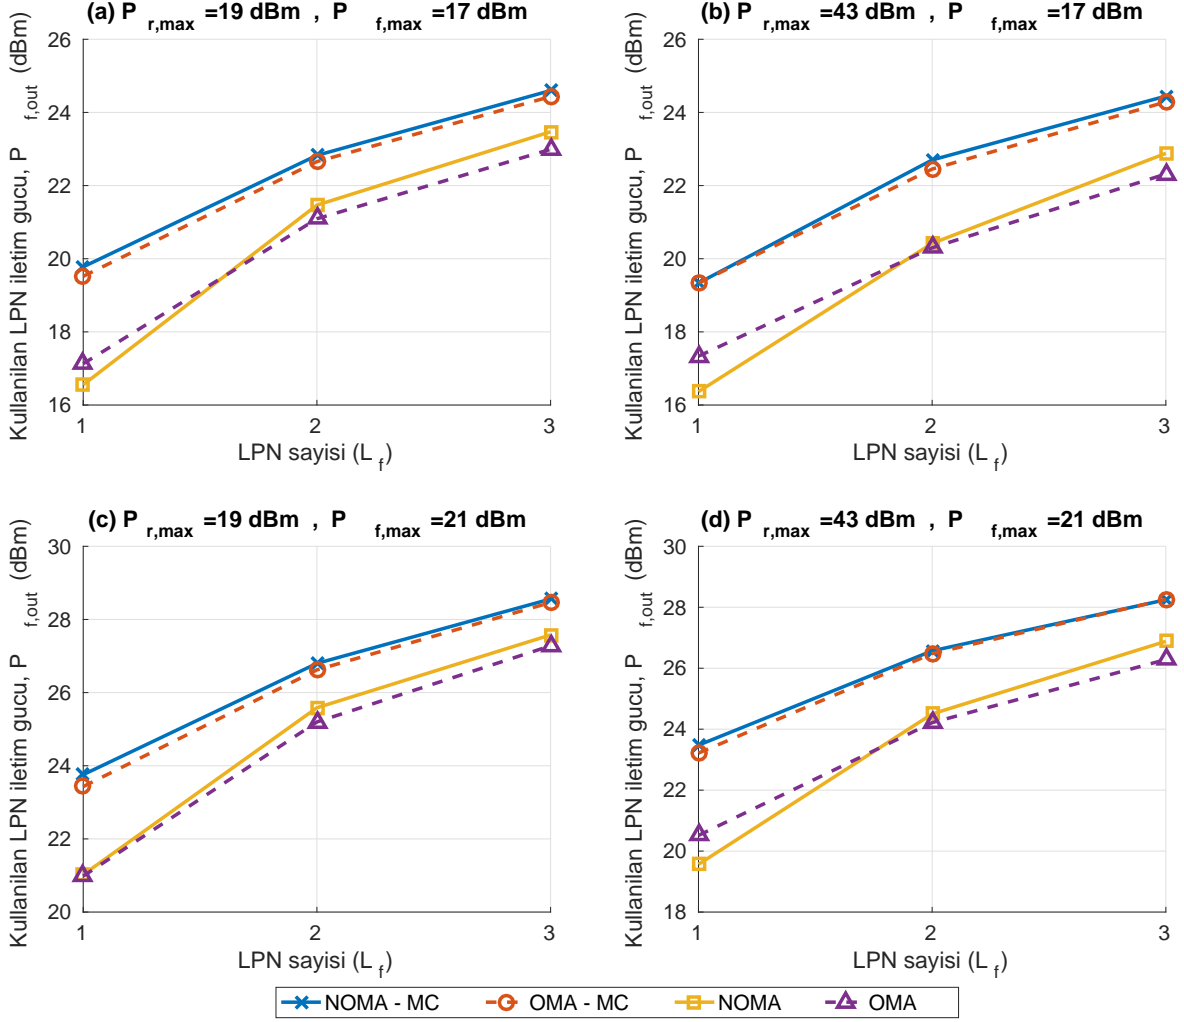 (a) P r,max =19 dBm , P f,max =17 dBm
Kullanilan LPN iletim gucu, P f,out (dBm)
26
24
22
20
18
16
1 2 3
LPN sayisi (L f)
(b) P r,max =43 dBm , P f,max =17 dBm
Kullanilan LPN iletim gucu, P f,out (dBm)
26
24
22
20
18
16
1 2 3
LPN sayisi (L f)
(c) P r,max =19 dBm , P f,max =21 dBm
Kullanilan LPN iletim gucu, P f,out (dBm)
30
28
26
24
22
20
1 2 3
LPN sayisi (L f)
(d) P r,max =43 dBm , P f,max =21 dBm
Kullanilan LPN iletim gucu, P f,out (dBm)
30
28
26
24
22
20
18
1 2 3
LPN sayisi (L f)
NOMA - MC OMA - MC NOMA OMA